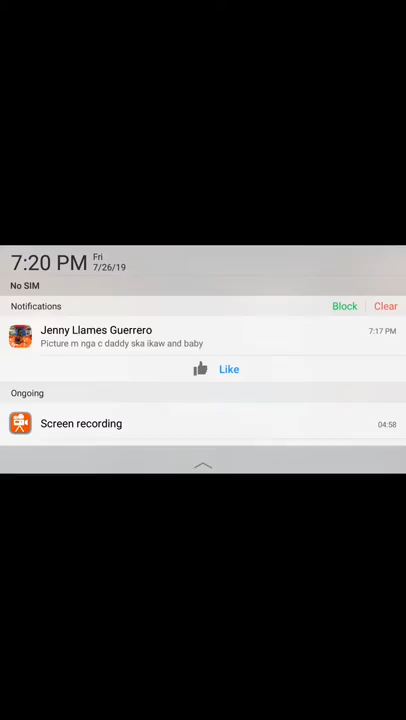 7:20 PM Fri
7/26/19
No SIM
Notifications Block Clear
Jenny Llames Guerrero 7:17 PM
Picture m nga c daddy ska ikaw and baby
Like
Ongoing
Screen recording 04:58